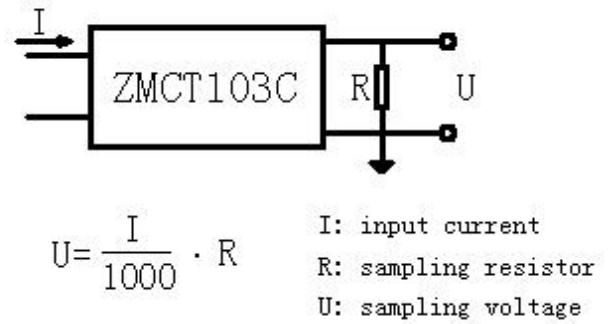 I
ZMCT103C
R
U
U=I/1000 · R
I: input current
R: sampling resistor
U: sampling voltage